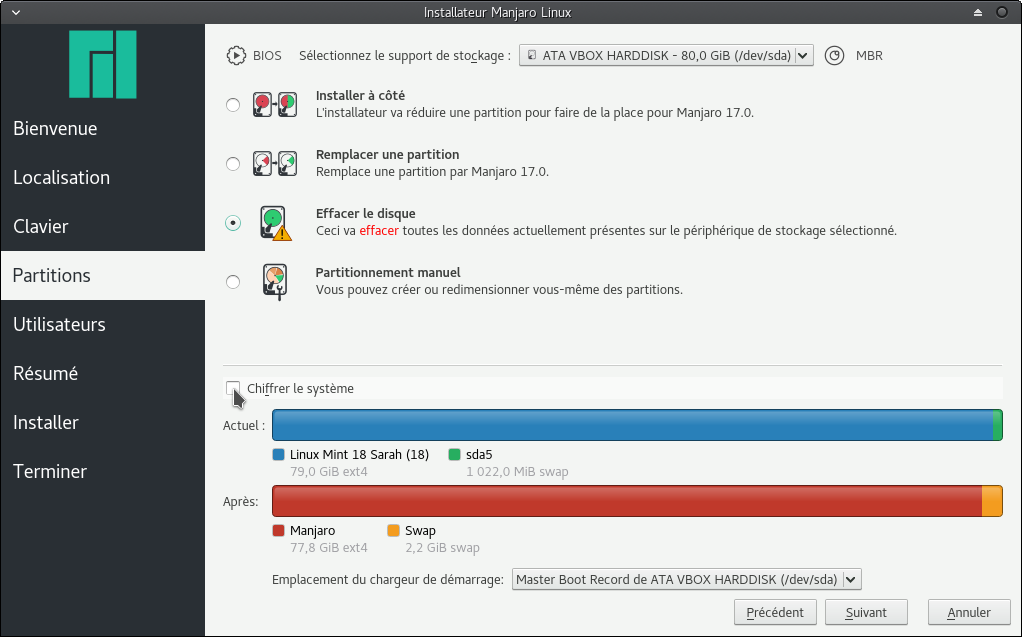 Installateur Manjaro Linux
Bienvenue
Localisation
Clavier
Partitions
Utilisateurs
Résumé
Installer
Terminer
BIOS Sélectionnez le support de stockage : ATA VBOX HARDDISK - 80,0 GiB (/dev/sda) MBR
Installer à côté
L'installateur va réduire une partition pour faire de la place pour Manjaro 17.0.
Remplacer une partition
Remplace une partition par Manjaro 17.0.
Effacer le disque
Ceci va effacer toutes les données actuellement présentes sur le périphérique de stockage sélectionné.
Partitionnement manuel
Vous pouvez créer ou redimensionner vous-même des partitions.
Chiffrer le système
Actuel :
Linux Mint 18 Sarah (18) sda5
79,0 GiB ext4 1 022,0 MiB swap
Après:
Manjaro Swap
77,8 GiB ext4 2,2 GiB swap
Emplacement du chargeur de démarrage: Master Boot Record de ATA VBOX HARDDISK (/dev/sda)
Précédent Suivant Annuler